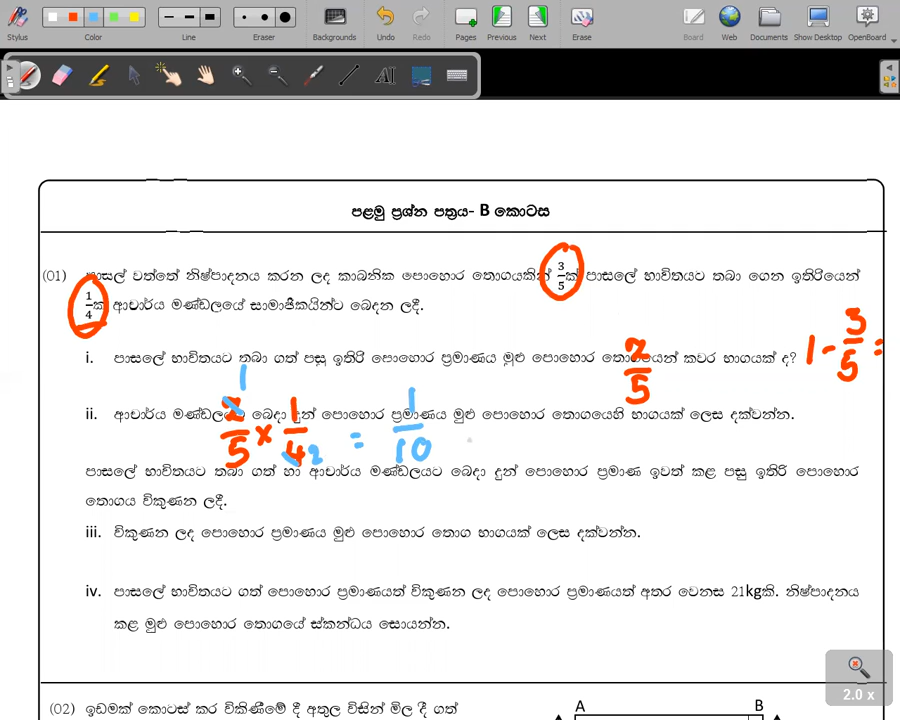 Stylus Color Line Eraser Backgrounds Undo Redo Pages Previous Next Erase Board Web Documents Show Desktop OpenBoard
පළමු ප්‍රශ්න පත්‍රය- B කොටස
(01) පාසල් වත්තේ නිෂ්පාදනය කරන ලද කාබනික පොහොර තොගයකින් 3/5 ක් පාසලේ භාවිතයට තබා ගෙන ඉතිරියෙන්
1/4 ක් ආචාර්ය මණ්ඩලයේ සාමාජිකයින්ට බෙදන ලදී.
i. පාසලේ භාවිතයට තබා ගත් පසු ඉතිරි පොහොර ප්‍රමාණය මුළු පොහොර තොගයෙන් කවර භාගයක් ද? 1 - 3/5 =
2/5
1
ii. ආචාර්ය මණ්ඩලයට බෙදා දුන් පොහොර ප්‍රමාණය මුළු පොහොර තොගයෙහි භාගයක් ලෙස දක්වන්න.
2/5 × 1/4 2 = 1/10
පාසලේ භාවිතයට තබා ගත් හා ආචාර්ය මණ්ඩලයට බෙදා දුන් පොහොර ප්‍රමාණ ඉවත් කළ පසු ඉතිරි පොහොර
තොගය විකුණන ලදී.
iii. විකුණන ලද පොහොර ප්‍රමාණය මුළු පොහොර තොග භාගයක් ලෙස දක්වන්න.
iv. පාසලේ භාවිතයට ගත් පොහොර ප්‍රමාණයත් විකුණන ලද පොහොර ප්‍රමාණයත් අතර වෙනස 21kgකි. නිෂ්පාදනය
කළ මුළු පොහොර තොගයේ ස්කන්ධය සොයන්න.
2.0 x
(02) ඉඩමක් කොටස් කර විකිණීමේ දී අතුල විසින් මිල දී ගත්
A B